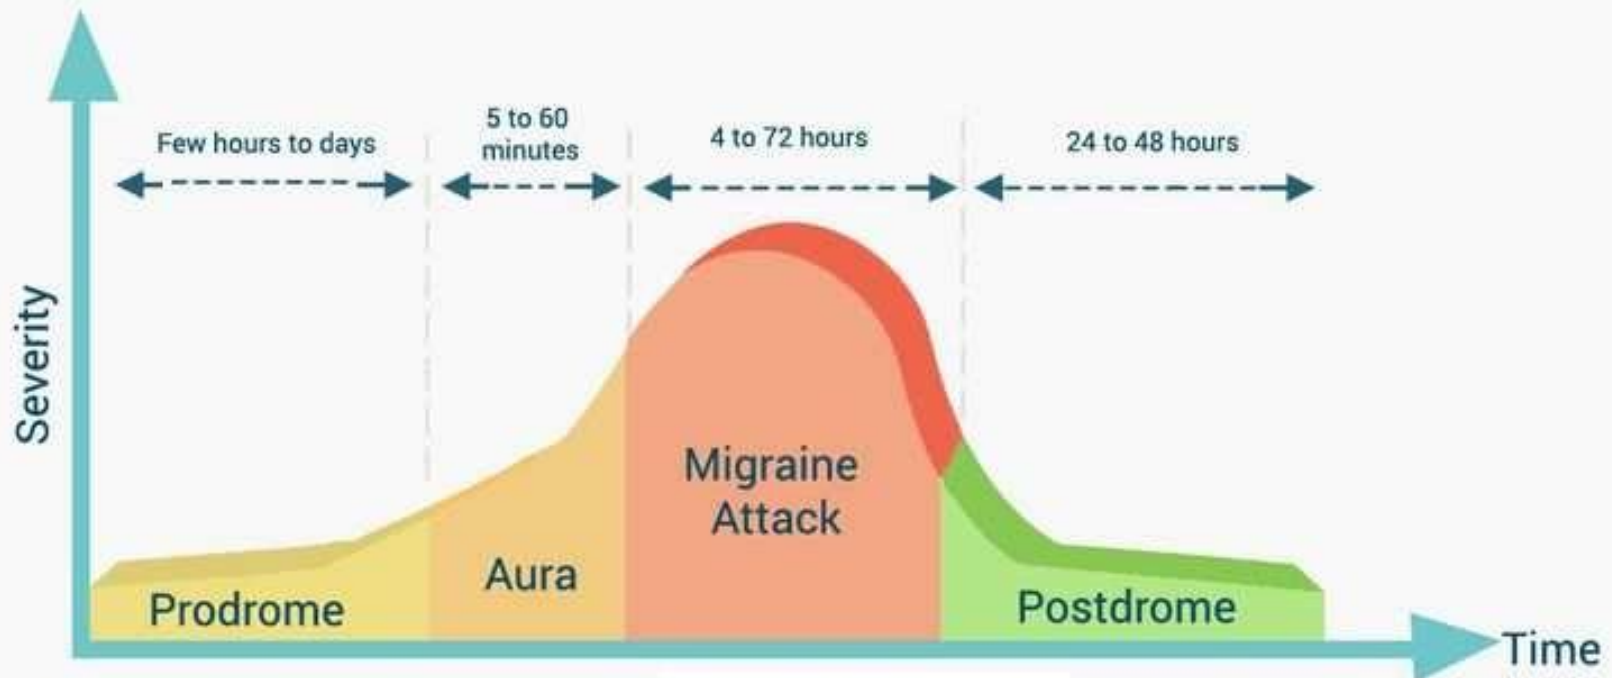 Few hours to days
5 to 60
minutes
4 to 72 hours
24 to 48 hours
Severity
Migraine
Attack
Aura
Prodrome
Postdrome
Time